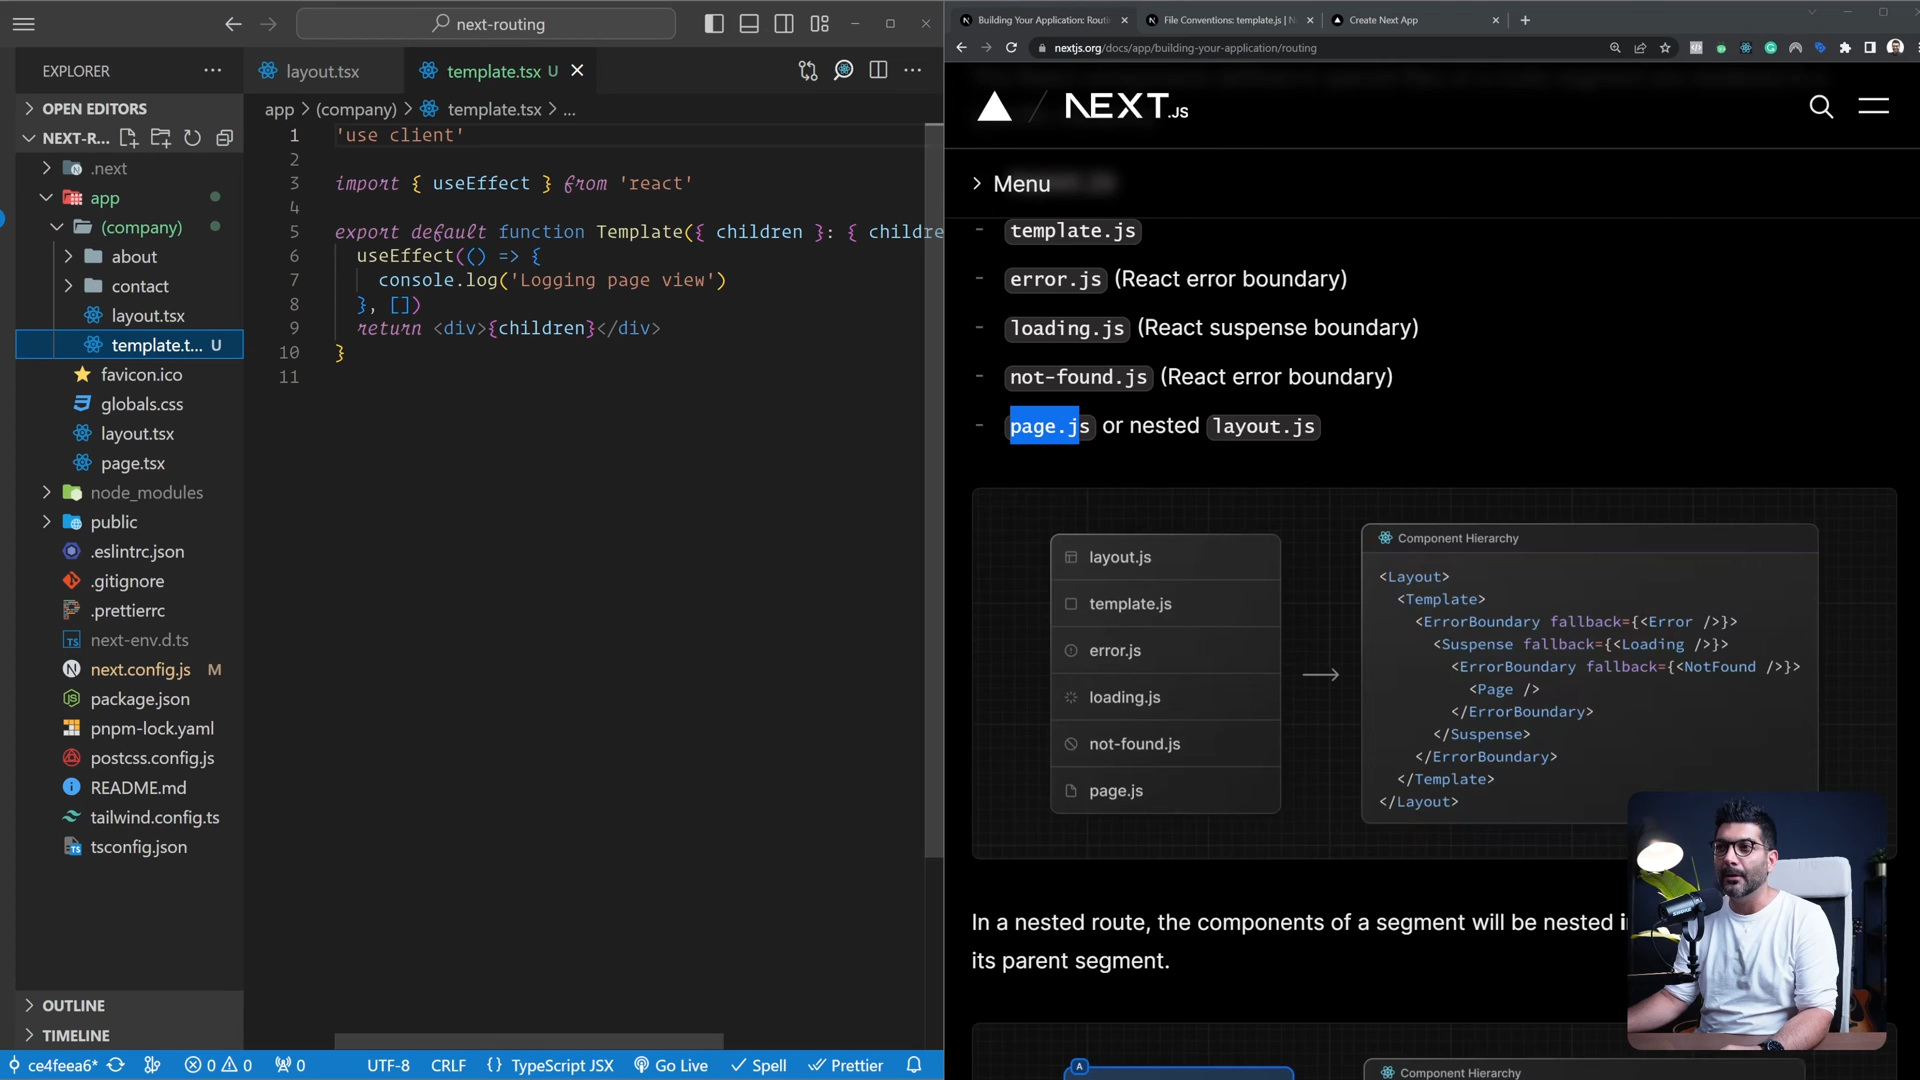 next-routing
EXPLORER
OPEN EDITORS
NEXT-R...
.next
app
(company)
about
contact
layout.tsx
template.t... U
favicon.ico
globals.css
layout.tsx
page.tsx
node_modules
public
.eslintrc.json
.gitignore
.prettierrc
next-env.d.ts
next.config.js M
package.json
pnpm-lock.yaml
postcss.config.js
README.md
tailwind.config.ts
tsconfig.json
OUTLINE
TIMELINE
layout.tsx
template.tsx U
app > (company) > template.tsx > ...
1 'use client'
2
3 import { useEffect } from 'react'
4
5 export default function Template({ children }: { childre
6 useEffect(() => {
7 console.log('Logging page view')
8 }, [])
9 return <div>{children}</div>
10 }
11
ce4feea6* 0 0 0 UTF-8 CRLF {} TypeScript JSX Go Live Spell Prettier
Building Your Application: Routi
File Conventions: template.js | N
Create Next App
nextjs.org/docs/app/building-your-application/routing
NEXT.JS
Menu
- template.js
- error.js (React error boundary)
- loading.js (React suspense boundary)
- not-found.js (React error boundary)
- page.js or nested layout.js
layout.js
template.js
error.js
loading.js
not-found.js
page.js
Component Hierarchy
<Layout>
<Template>
<ErrorBoundary fallback={<Error />}>
<Suspense fallback={<Loading />}>
<ErrorBoundary fallback={<NotFound />}>
<Page />
</ErrorBoundary>
</Suspense>
</ErrorBoundary>
</Template>
</Layout>
In a nested route, the components of a segment will be nested
its parent segment.
A
Component Hierarchy